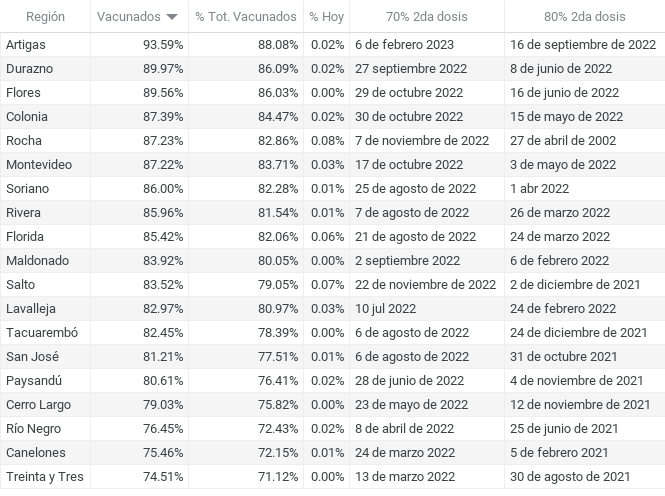 Región Vacunados % Tot. Vacunados % Hoy 70% 2da dosis 80% 2da dosis
Artigas 93.59% 88.08% 0.02% 6 de febrero 2023 16 de septiembre de 2022
Durazno 89.97% 86.09% 0.02% 27 septiembre 2022 8 de junio de 2022
Flores 89.56% 86.03% 0.00% 29 de octubre 2022 16 de junio de 2022
Colonia 87.39% 84.47% 0.02% 30 de octubre 2022 15 de mayo de 2022
Rocha 87.23% 82.86% 0.08% 7 de noviembre de 2022 27 de abril de 2002
Montevideo 87.22% 83.71% 0.03% 17 de octubre 2022 3 de mayo de 2022
Soriano 86.00% 82.28% 0.01% 25 de agosto de 2022 1 abr 2022
Rivera 85.96% 81.54% 0.01% 7 de agosto de 2022 26 de marzo 2022
Florida 85.42% 82.06% 0.06% 21 de agosto de 2022 24 de marzo 2022
Maldonado 83.92% 80.05% 0.00% 2 septiembre 2022 6 de febrero 2022
Salto 83.52% 79.05% 0.07% 22 de noviembre de 2022 2 de diciembre de 2021
Lavalleja 82.97% 80.97% 0.03% 10 jul 2022 24 de febrero 2022
Tacuarembó 82.45% 78.39% 0.00% 6 de agosto de 2022 24 de diciembre de 2021
San José 81.21% 77.51% 0.01% 6 de agosto de 2022 31 de octubre 2021
Paysandú 80.61% 76.41% 0.02% 28 de junio de 2022 4 de noviembre de 2021
Cerro Largo 79.03% 75.82% 0.00% 23 de mayo de 2022 12 de noviembre de 2021
Río Negro 76.45% 72.43% 0.02% 8 de abril de 2022 25 de junio de 2021
Canelones 75.46% 72.15% 0.01% 24 de marzo 2022 5 de febrero 2021
Treinta y Tres 74.51% 71.12% 0.00% 13 de marzo 2022 30 de agosto de 2021